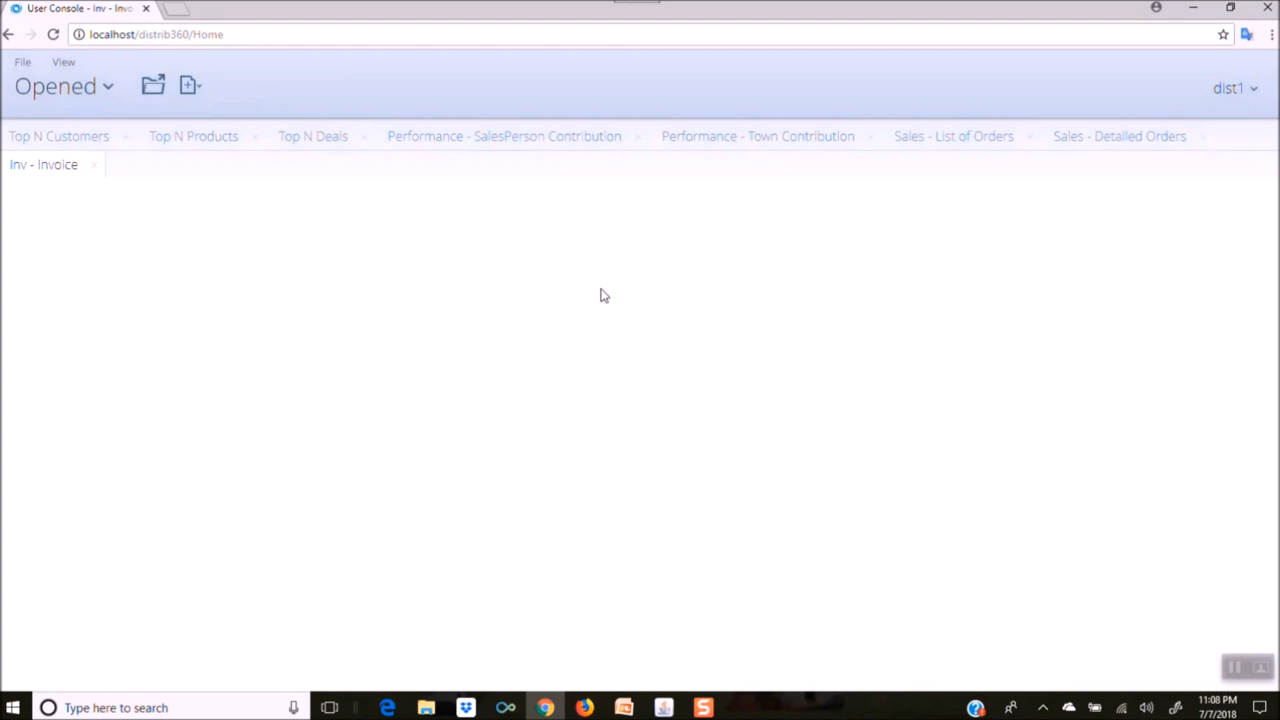 User Console - Inv - Invo
localhost/distrib360/Home
File View
Opened
dist1
Top N Customers Top N Products Top N Deals Performance - SalesPerson Contribution Performance - Town Contribution Sales - List of Orders Sales - Detailed Orders
Inv - Invoice
Type here to search
11:08 PM
7/7/2018